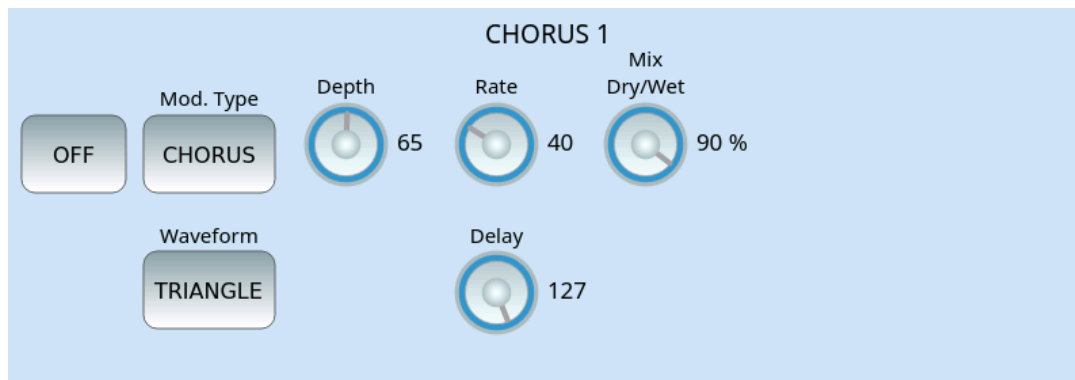 CHORUS 1
Mod. Type
Depth
Rate
Mix
Dry/Wet
OFF
CHORUS
65
40
90 %
Waveform
Delay
TRIANGLE
127